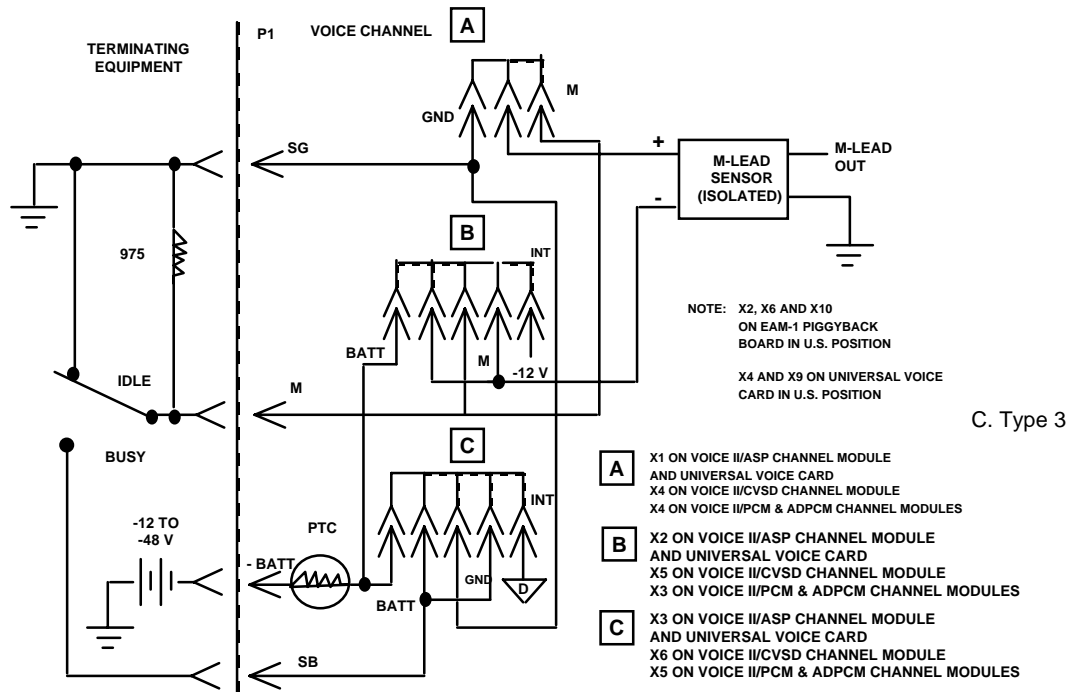 P1
VOICE CHANNEL
A
TERMINATING
EQUIPMENT
M
GND
SG
+
-
M-LEAD
SENSOR
(ISOLATED)
M-LEAD
OUT
975
B
INT
BATT
M
-12 V
NOTE: X2, X6 AND X10
ON EAM-1 PIGGYBACK
BOARD IN U.S. POSITION
X4 AND X9 ON UNIVERSAL VOICE
CARD IN U.S. POSITION
IDLE
M
C. Type 3
BUSY
C
INT
-12 TO
-48 V
PTC
- BATT
GND
BATT
D
SB
A
X1 ON VOICE II/ASP CHANNEL MODULE
AND UNIVERSAL VOICE CARD
X4 ON VOICE II/CVSD CHANNEL MODULE
X4 ON VOICE II/PCM & ADPCM CHANNEL MODULES
B
X2 ON VOICE II/ASP CHANNEL MODULE
AND UNIVERSAL VOICE CARD
X5 ON VOICE II/CVSD CHANNEL MODULE
X3 ON VOICE II/PCM & ADPCM CHANNEL MODULES
C
X3 ON VOICE II/ASP CHANNEL MODULE
AND UNIVERSAL VOICE CARD
X6 ON VOICE II/CVSD CHANNEL MODULE
X5 ON VOICE II/PCM & ADPCM CHANNEL MODULES